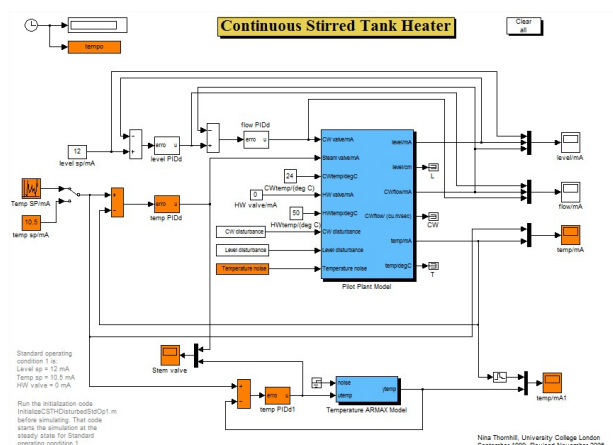 Continuous Stirred Tank Heater
Clear
all
tempo
flow PIDd
erro u
erro u
level PIDd
12
level sp/mA
Temp SP/mA
10.5
temp sp/mA
erro u
temp PIDd
24
CWtemp/(deg C)
0
HW valve/mA
50
HWtemp/(deg C)
CW disturbance
Level disturbance
Temperature noise
CW valve/mA
Steam valve/mA
CWtemp/degC
HW valve/mA
HWtemp/degC
CW disturbance
Level disturbance
Temperature noise
level/mA
level/cm
CWflow/mA
CWflow/ (cu.m/sec)
temp/mA
temp/degC
Pilot Plant Model
L
CW
T
level/mA
flow/mA
temp/mA
Stem valve
Standard operating
condition 1 is:
Level sp = 12 mA
Temp sp = 10.5 mA
HW valve = 0 mA
Run the initialization code
InitializeCSTHDisturbedStdOp1.m
before simulating. That code
starts the simulation at the
steady state for Standard
operating condition 1
erro u
temp PIDd1
noise
utemp
ytemp
Temperature ARMAX Model
temp/mA1
Nina Thornhill, University College London